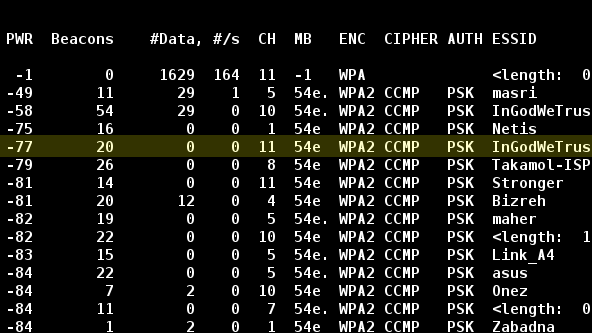 PWR Beacons #Data, #/s CH MB ENC CIPHER AUTH ESSID
-1 0 1629 164 11 -1 WPA <length: 0
-49 11 29 1 5 54e. WPA2 CCMP PSK masri
-58 54 29 0 10 54e. WPA2 CCMP PSK InGodWeTrus
-75 16 0 0 1 54e WPA2 CCMP PSK Netis
-77 20 0 0 11 54e WPA2 CCMP PSK InGodWeTrus
-79 26 0 0 8 54e WPA2 CCMP PSK Takamol-ISP
-81 14 0 0 11 54e WPA2 CCMP PSK Stronger
-81 20 12 0 4 54e WPA2 CCMP PSK Bizreh
-82 19 0 0 5 54e. WPA2 CCMP PSK maher
-82 22 0 0 10 54e WPA2 CCMP PSK <length: 1
-83 15 0 0 5 54e. WPA2 CCMP PSK Link_A4
-84 22 0 0 5 54e. WPA2 CCMP PSK asus
-84 7 2 0 10 54e WPA2 CCMP PSK Onez
-84 11 0 0 7 54e. WPA2 CCMP PSK <length: 0
-84 1 2 0 1 54e WPA2 CCMP PSK Zabadna